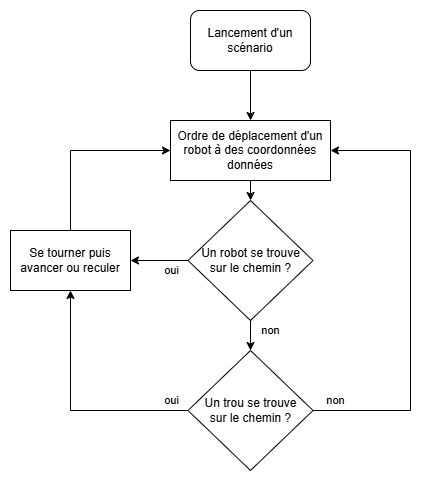 Lancement d'un
scénario
Ordre de déplacement d'un
robot à des coordonnées
données
Se tourner puis
avancer ou reculer
Un robot se trouve
sur le chemin ?
oui
non
Un trou se trouve
sur le chemin ?
oui
non